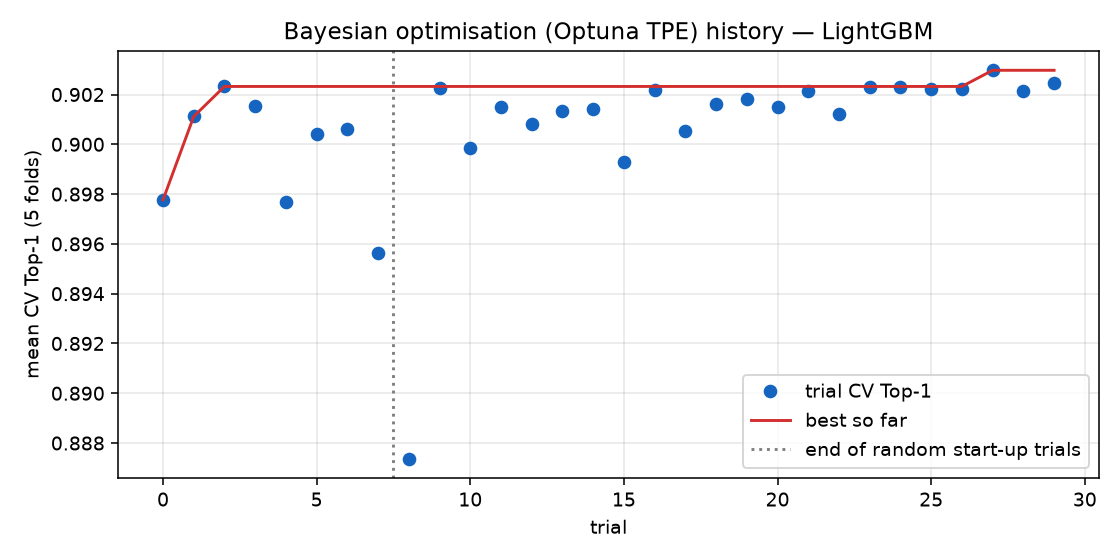 Bayesian optimisation (Optuna TPE) history — LightGBM
mean CV Top-1 (5 folds)
0.902
0.900
0.898
0.896
0.894
0.892
0.890
0.888
trial CV Top-1
best so far
end of random start-up trials
0 5 10 15 20 25 30
trial